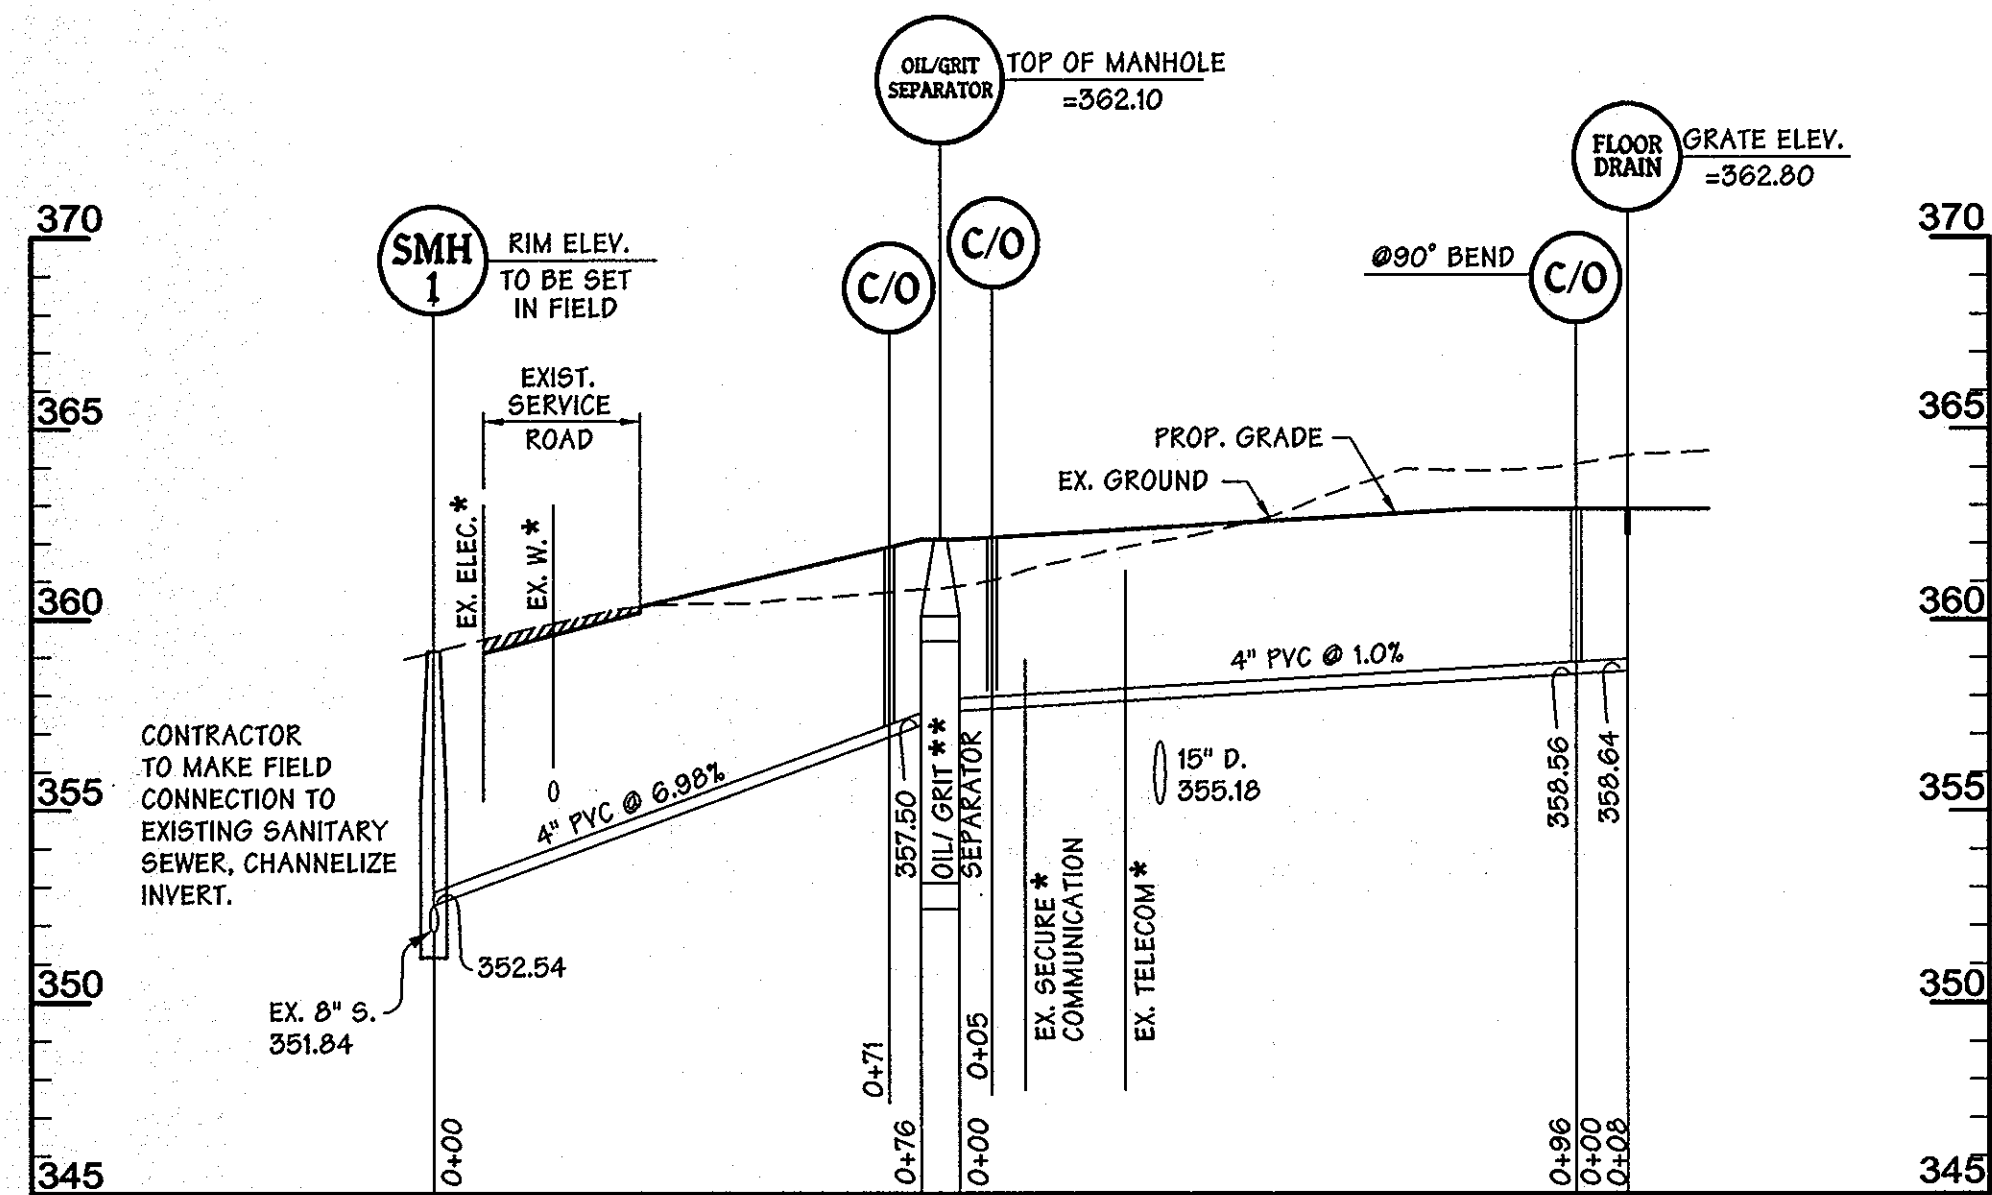 OIL/GRIT
SEPARATOR
TOP OF MANHOLE
=362.10
FLOOR
DRAIN
GRATE ELEV.
=362.80
370
370
SMH
1
RIM ELEV.
TO BE SET
IN FIELD
C/O
C/O
@90° BEND
C/O
EXIST.
SERVICE
ROAD
365
365
PROP. GRADE
EX. GROUND
EX. ELEC.*
EX. W.*
360
360
4" PVC @ 1.0%
CONTRACTOR
TO MAKE FIELD
CONNECTION TO
EXISTING SANITARY
SEWER, CHANNELIZE
INVERT.
355
355
4" PVC @ 6.98%
357.50
OIL/ GRIT **
SEPARATOR
15" D.
355.18
358.56
358.64
352.54
EX. SECURE *
COMMUNICATION
EX. TELECOM *
350
350
EX. 8" S.
351.84
0+71
0+05
0+00
0+76
0+00
0+96
0+00
0+08
345
345